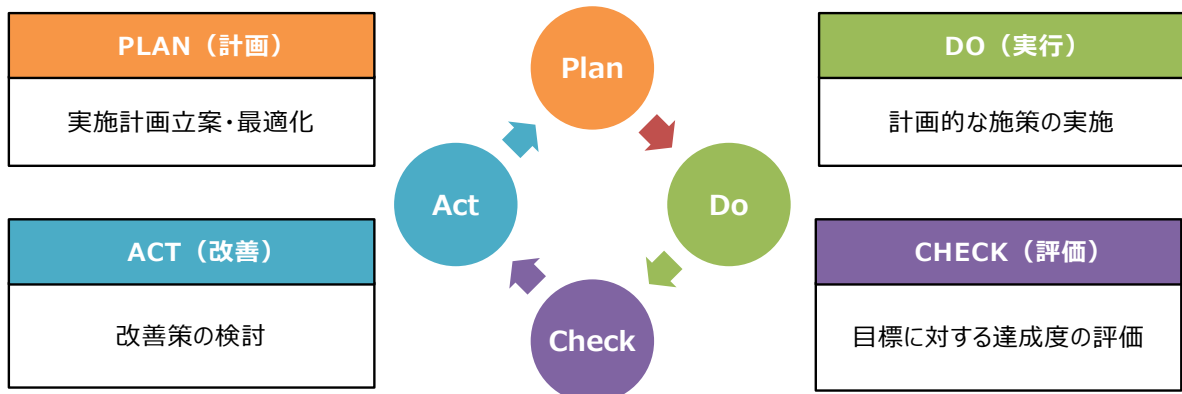 PLAN（計画）
実施計画立案・最適化
Plan
DO（実行）
計画的な施策の実施
Act
Do
ACT（改善）
改善策の検討
Check
CHECK（評価）
目標に対する達成度の評価